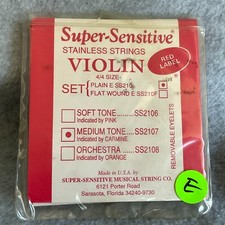 Super-Sensitive®
STAINLESS STRINGS
VIOLIN
RED LABEL
4/4 SIZE
SET PLAIN E SS210
FLAT WOUND E SS210F
SOFT TONE.....SS2106
Indicated by PINK
MEDIUM TONE......SS2107
Indicated by CARMINE
ORCHESTRA......SS2108
Indicated by ORANGE
REMOVABLE EYELETS
Made in U.S.A. by
SUPER-SENSITIVE MUSICAL STRING CO.
6121 Porter Road
Sarasota, Florida 34240-9730
E